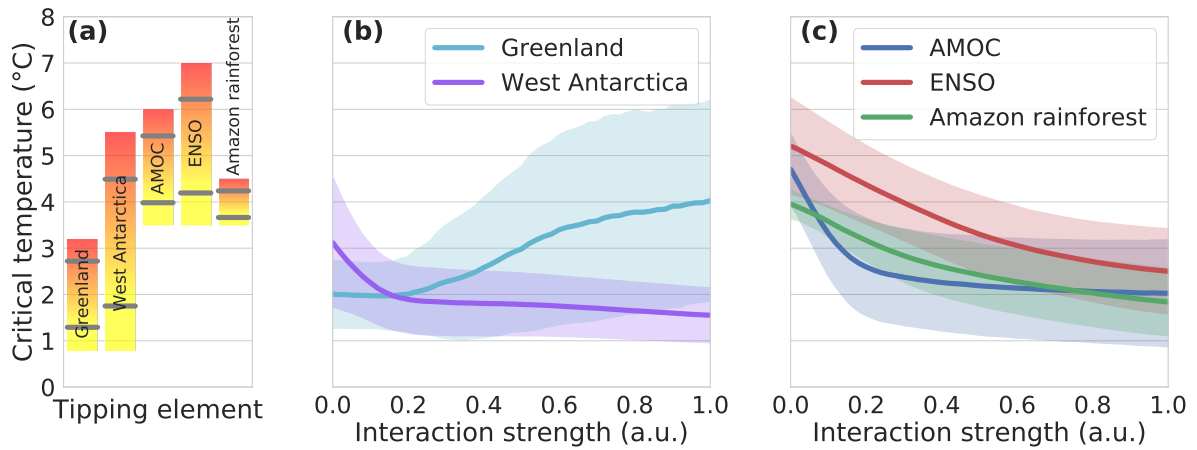 (a)
Critical temperature (°C)
8
7
6
5
4
3
2
1
0
Greenland
West Antarctica
AMOC
ENSO
Amazon rainforest
Tipping element
(b)
Greenland
West Antarctica
0.0 0.2 0.4 0.6 0.8 1.0
Interaction strength (a.u.)
(c)
AMOC
ENSO
Amazon rainforest
0.0 0.2 0.4 0.6 0.8 1.0
Interaction strength (a.u.)